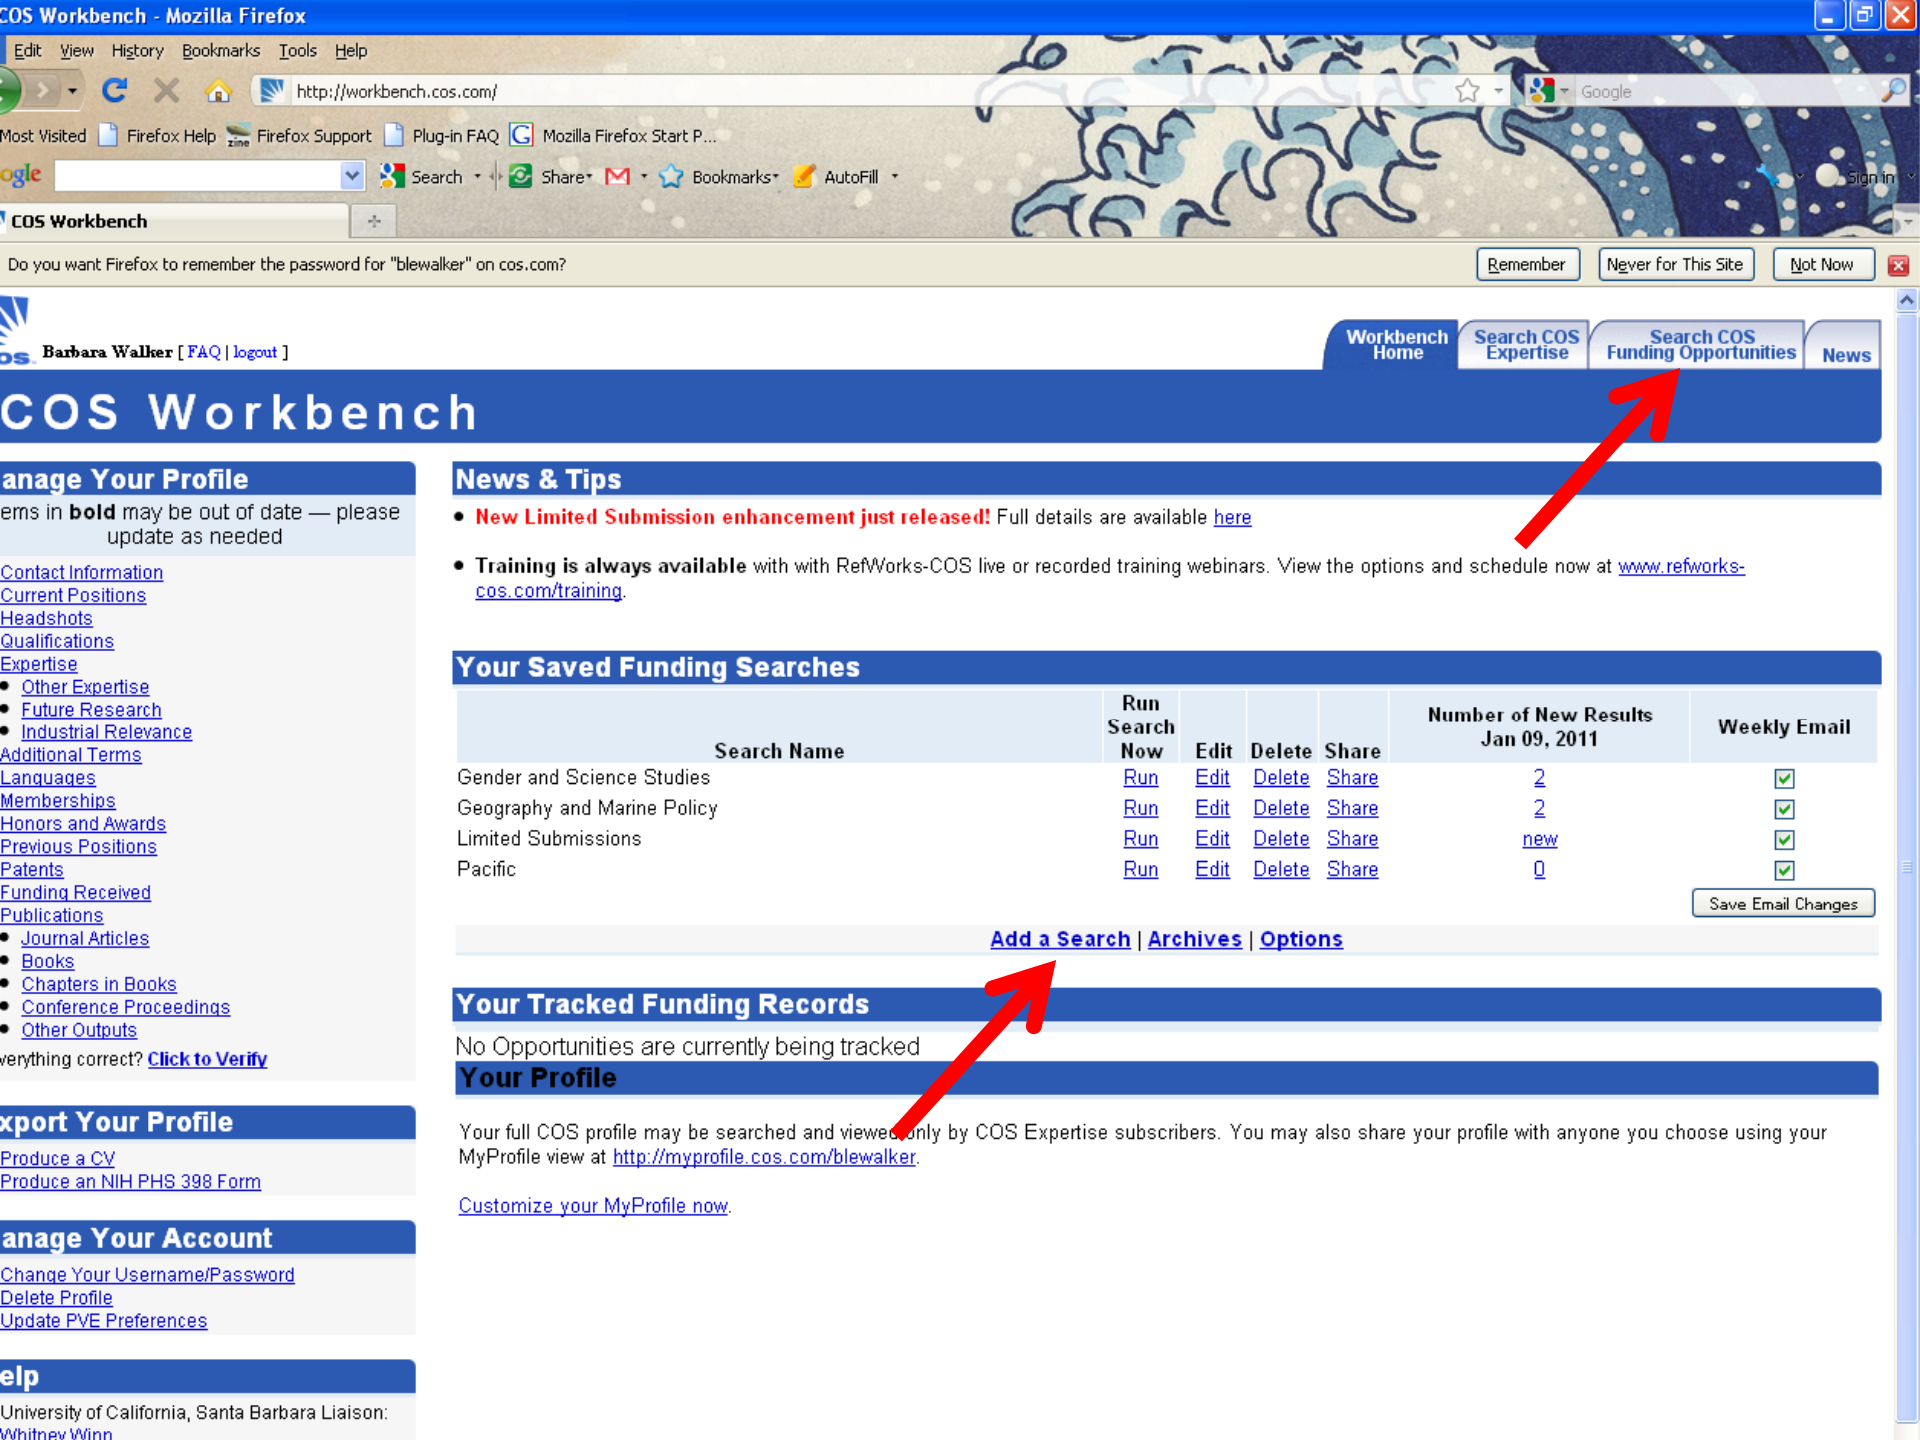 COS Workbench - Mozilla Firefox
Edit View History Bookmarks Tools Help
http://workbench.cos.com/
Google
Most Visited Firefox Help zine Firefox Support Plug-in FAQ G Mozilla Firefox Start P...
ogle Search Share Bookmarks AutoFill Sign in
COS Workbench
Do you want Firefox to remember the password for "blewalker" on cos.com? Remember Never for This Site Not Now
os. Barbara Walker [ FAQ | logout ]
Workbench Home
Search COS Expertise
Search COS Funding Opportunities
News
COS Workbench
anage Your Profile
ems in bold may be out of date — please
update as needed
Contact Information
Current Positions
Headshots
Qualifications
Expertise
• Other Expertise
• Future Research
• Industrial Relevance
Additional Terms
Languages
Memberships
Honors and Awards
Previous Positions
Patents
Funding Received
Publications
• Journal Articles
• Books
• Chapters in Books
• Conference Proceedings
• Other Outputs
verything correct? Click to Verify
xport Your Profile
Produce a CV
Produce an NIH PHS 398 Form
anage Your Account
Change Your Username/Password
Delete Profile
Update PVE Preferences
elp
University of California, Santa Barbara Liaison:
Whitney Winn
News & Tips
• New Limited Submission enhancement just released! Full details are available here
• Training is always available with with RefWorks-COS live or recorded training webinars. View the options and schedule now at www.refworks-
cos.com/training.
Your Saved Funding Searches
Search Name Run Search Now Edit Delete Share Number of New Results Jan 09, 2011 Weekly Email
Gender and Science Studies Run Edit Delete Share 2
Geography and Marine Policy Run Edit Delete Share 2
Limited Submissions Run Edit Delete Share new
Pacific Run Edit Delete Share 0
Save Email Changes
Add a Search | Archives | Options
Your Tracked Funding Records
No Opportunities are currently being tracked
Your Profile
Your full COS profile may be searched and viewed only by COS Expertise subscribers. You may also share your profile with anyone you choose using your
MyProfile view at http://myprofile.cos.com/blewalker.
Customize your MyProfile now.